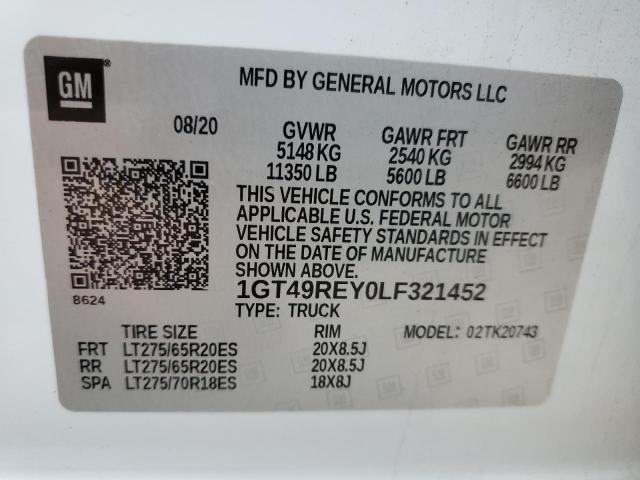 GM
MFD BY GENERAL MOTORS LLC
08/20 GVWR GAWR FRT GAWR RR
5148 KG 2540 KG 2994 KG
11350 LB 5600 LB 6600 LB
THIS VEHICLE CONFORMS TO ALL
APPLICABLE U.S. FEDERAL MOTOR
VEHICLE SAFETY STANDARDS IN EFFECT
ON THE DATE OF MANUFACTURE
SHOWN ABOVE.
8624
1GT49REY0LF321452
TYPE: TRUCK
TIRE SIZE RIM MODEL: 02TK20743
FRT LT275/65R20ES 20X8.5J
RR LT275/65R20ES 20X8.5J
SPA LT275/70R18ES 18X8J